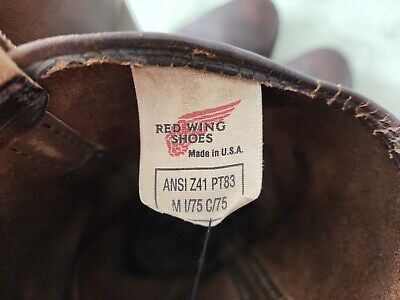 RED WING
SHOES
Made in U.S.A.
ANSI Z41 PT83
M I/75 C/75